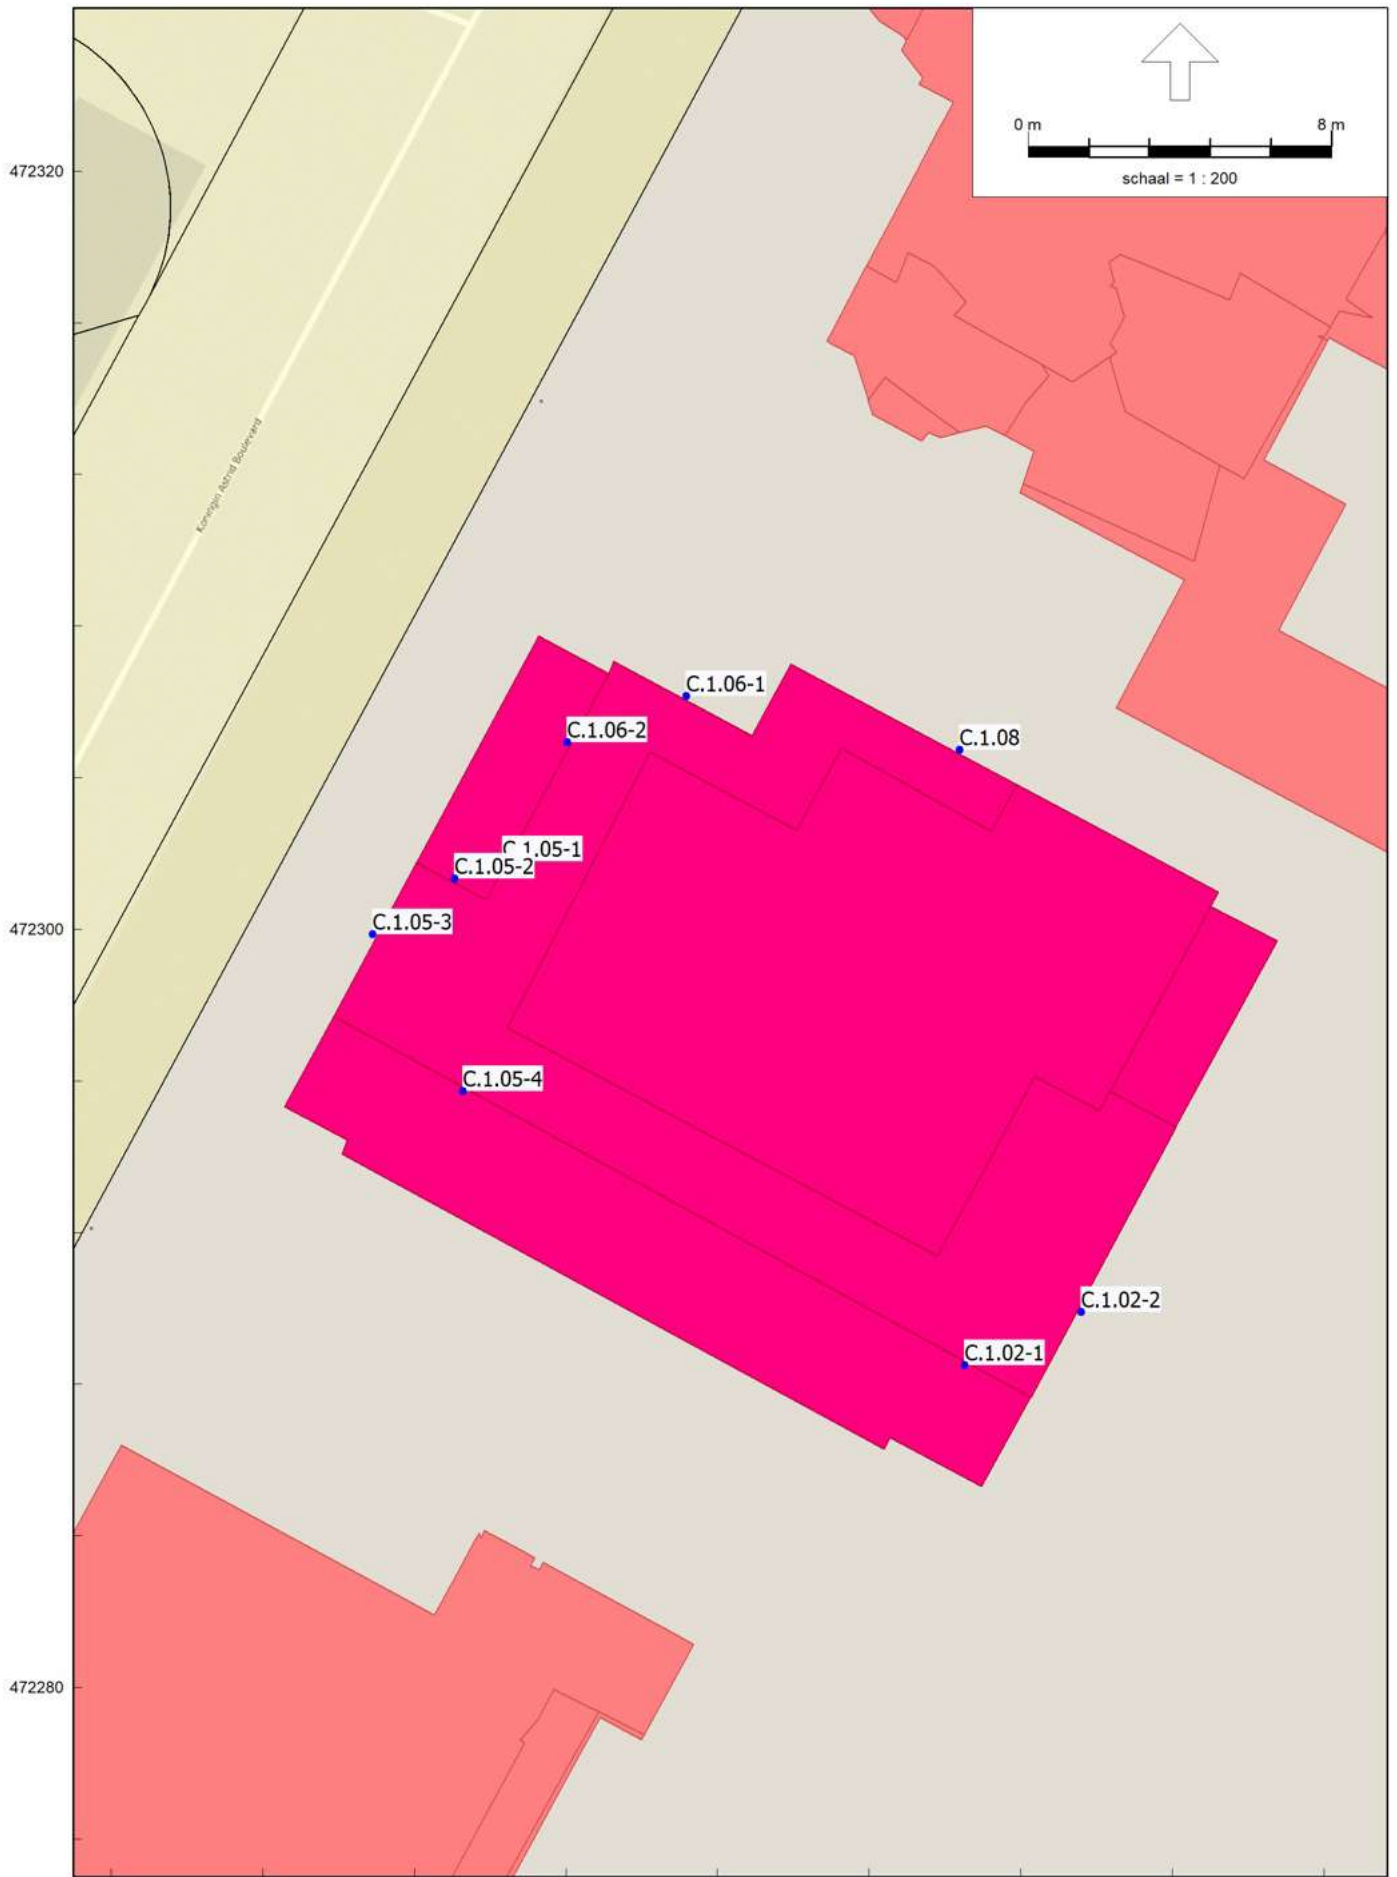 0 m 8 m
schaal = 1 : 200
472320
Koningin Astrid Boulevard
C.1.06-1
C.1.06-2
C.1.08
C.1.05-1
C.1.05-2
C.1.05-3
472300
C.1.05-4
C.1.02-2
C.1.02-1
472280